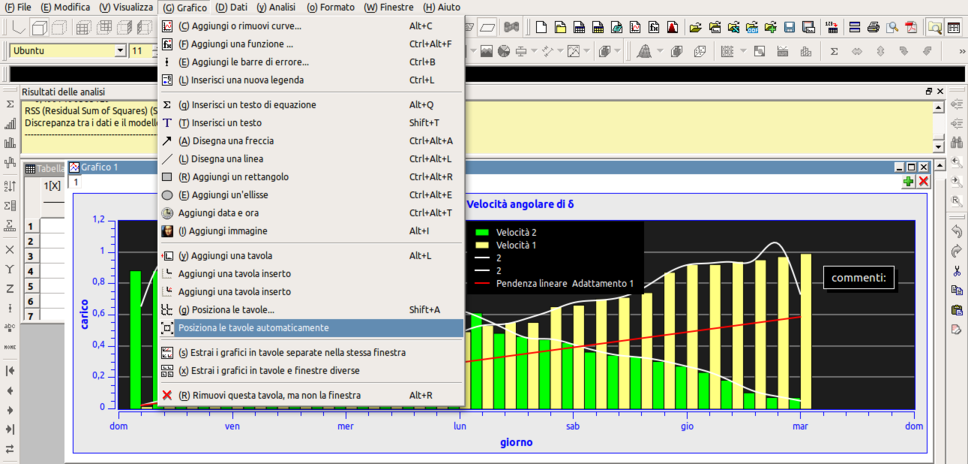 (F) File (E) Modifica (V) Visualizza (G) Grafico (D) Dati (y) Analisi (o) Formato (W) Finestre (H) Aiuto
Ubuntu 11
(C) Aggiungi o rimuovi curve... Alt+C
(F) Aggiungi una funzione ... Ctrl+Alt+F
(E) Aggiungi le barre di errore... Ctrl+B
(L) Inserisci una nuova legenda Ctrl+L
(q) Inserisci un testo di equazione Alt+Q
(T) Inserisci un testo Shift+T
(A) Disegna una freccia Ctrl+Alt+A
(L) Disegna una linea Ctrl+Alt+L
(R) Aggiungi un rettangolo Ctrl+Alt+R
(E) Aggiungi un'ellisse Ctrl+Alt+E
Aggiungi data e ora Ctrl+Alt+T
(I) Aggiungi immagine Alt+I
(y) Aggiungi una tavola Alt+L
Aggiungi una tavola inserto
Aggiungi una tavola inserto
(g) Posiziona le tavole... Shift+A
Posiziona le tavole automaticamente
(s) Estrai i grafici in tavole separate nella stessa finestra
(x) Estrai i grafici in tavole e finestre diverse
(R) Rimuovi questa tavola, ma non la finestra Alt+R
Risultati delle analisi
RSS (Residual Sum of Squares) (S
Discrepanza tra i dati e il modell
Tabella
1[X]
1
2
3
4
5
6
7
Grafico 1
1
Velocità angolare di δ
Velocità 2
Velocità 1
2
2
Pendenza lineare Adattamento 1
commenti:
carico
1,2
1
0,8
0,6
0,4
0,2
0
dom ven mer lun sab gio mar dom
giorno
abc
NONE